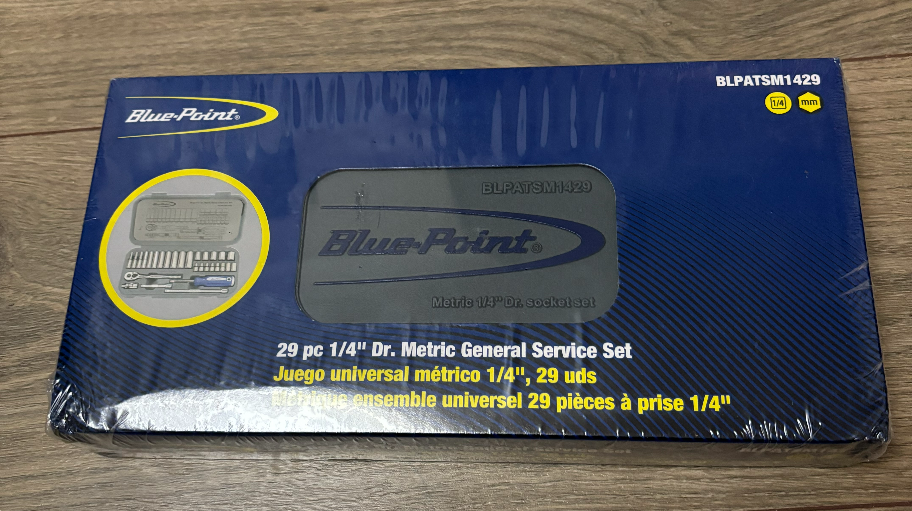 BLPATSM1429
Blue-Point®
1/4 mm
BLPATSM1429
Blue-Point®
Metric 1/4" Dr. socket set
29 pc 1/4" Dr. Metric General Service Set
Juego universal métrico 1/4", 29 uds
ensemble universel 29 pièces à prise 1/4"